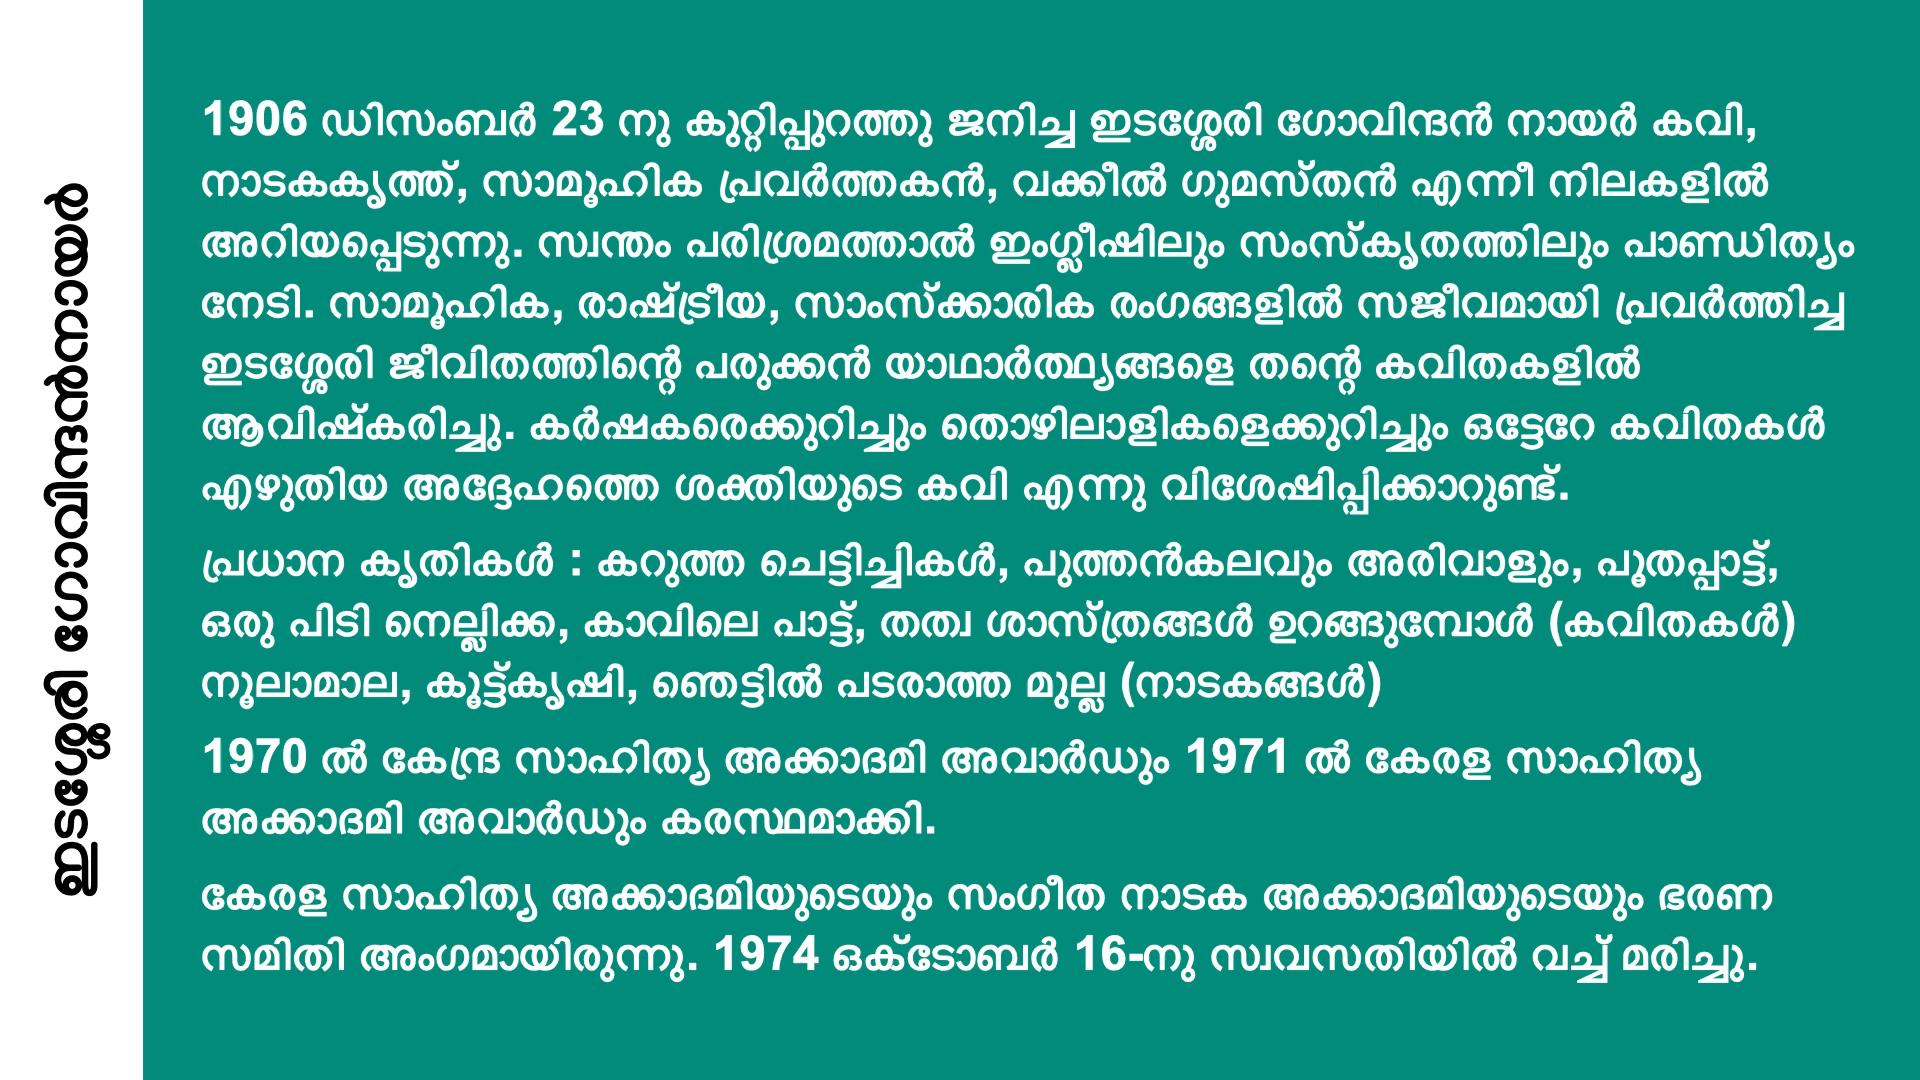 ഇടശ്ശേരി ഗോവിന്ദൻനായർ
1906 ഡിസംബർ 23 നു കുറ്റിപ്പുറത്തു ജനിച്ച ഇടശ്ശേരി ഗോവിന്ദൻ നായർ കവി,
നാടകകൃത്ത്, സാമൂഹിക പ്രവർത്തകൻ, വക്കീൽ ഗുമസ്തൻ എന്നീ നിലകളിൽ
അറിയപ്പെടുന്നു. സ്വന്തം പരിശ്രമത്താൽ ഇംഗ്ലീഷിലും സംസ്കൃതത്തിലും പാണ്ഡിത്യം
നേടി. സാമൂഹിക, രാഷ്ട്രീയ, സാംസ്ക്കാരിക രംഗങ്ങളിൽ സജീവമായി പ്രവർത്തിച്ച
ഇടശ്ശേരി ജീവിതത്തിന്റെ പരുക്കൻ യാഥാർത്ഥ്യങ്ങളെ തന്റെ കവിതകളിൽ
ആവിഷ്കരിച്ചു. കർഷകരെക്കുറിച്ചും തൊഴിലാളികളെക്കുറിച്ചും ഒട്ടേറേ കവിതകൾ
എഴുതിയ അദ്ദേഹത്തെ ശക്തിയുടെ കവി എന്നു വിശേഷിപ്പിക്കാറുണ്ട്.
പ്രധാന കൃതികൾ : കറുത്ത ചെട്ടിച്ചികൾ, പുത്തൻകലവും അരിവാളും, പൂതപ്പാട്ട്,
ഒരു പിടി നെല്ലിക്ക, കാവിലെ പാട്ട്, തത്വ ശാസ്ത്രങ്ങൾ ഉറങ്ങുമ്പോൾ (കവിതകൾ)
നൂലാമാല, കൂട്ട്കൃഷി, ഞെട്ടിൽ പടരാത്ത മുല്ല (നാടകങ്ങൾ)
1970 ൽ കേന്ദ്ര സാഹിത്യ അക്കാദമി അവാർഡും 1971 ൽ കേരള സാഹിത്യ
അക്കാദമി അവാർഡും കരസ്ഥമാക്കി.
കേരള സാഹിത്യ അക്കാദമിയുടെയും സംഗീത നാടക അക്കാദമിയുടെയും ഭരണ
സമിതി അംഗമായിരുന്നു. 1974 ഒക്ടോബർ 16-നു സ്വവസതിയിൽ വച്ച് മരിച്ചു.